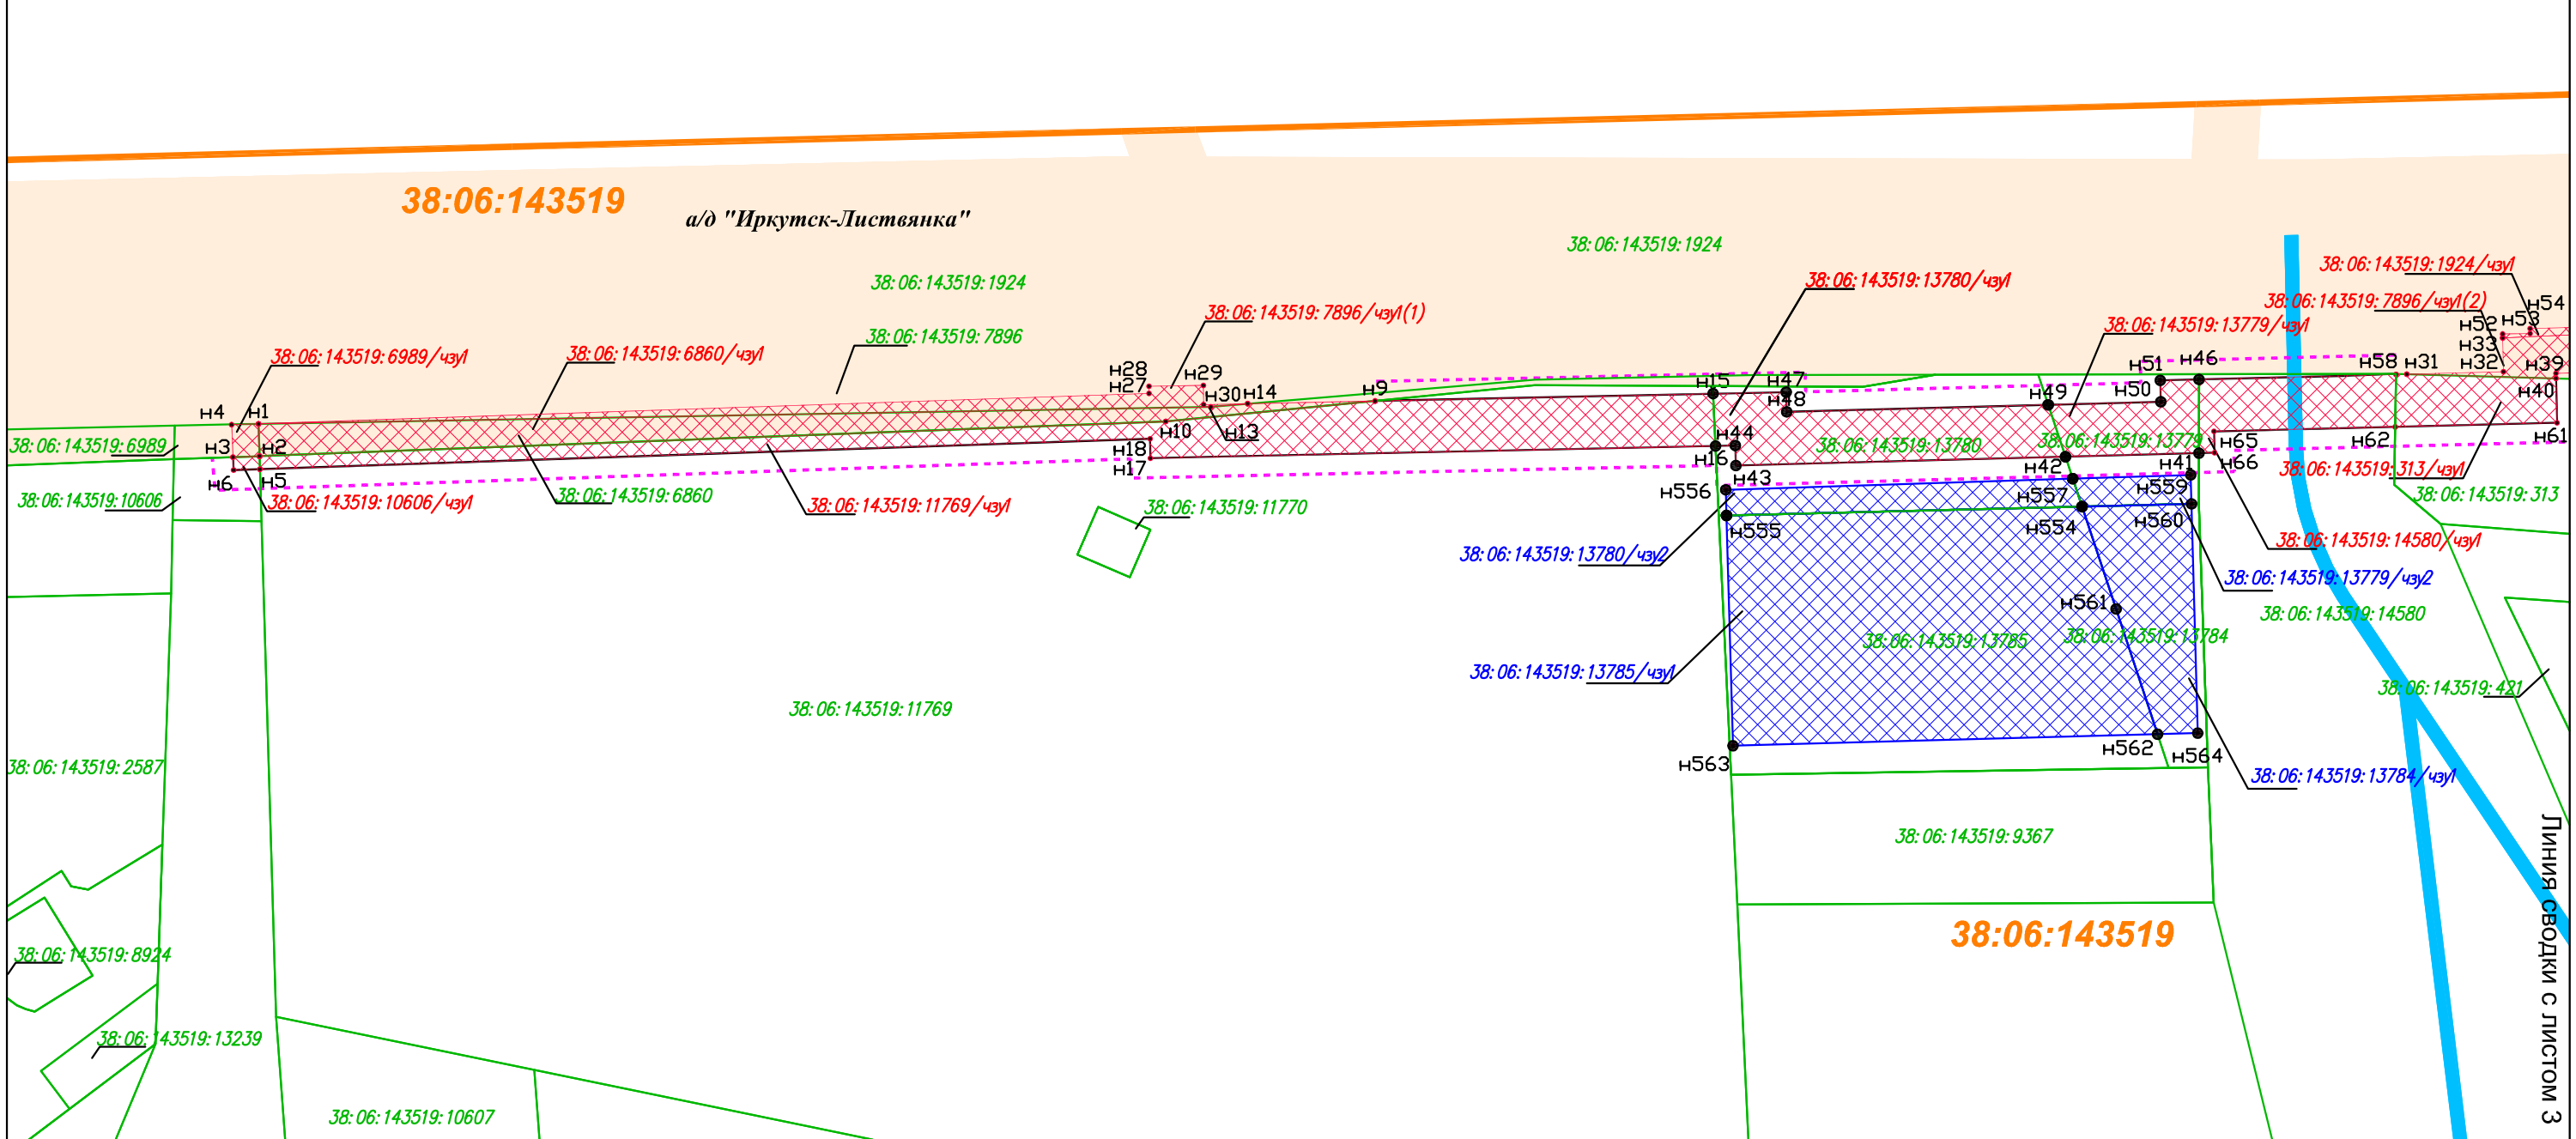 38:06:143519
а/д "Иркутск-Листвянка"
38:06:143519:1924
38:06:143519:1924
38:06:143519:1924/чзу1
38:06:143519:13780/чзу1
38:06:143519:7896/чзу1(2)
38:06:143519:7896/чзу1(1)
38:06:143519:13779/чзу1
38:06:143519:7896
38:06:143519:6989/чзу1
38:06:143519:6860/чзу1
н54
н53
н52
н33
н32
н39
н40
н58
н31
н46
н51
н50
н49
н47
н48
н15
н9
н28
н27
н29
н30
н14
н13
н10
н4
н1
н3
н2
н6
н5
н18
н17
н44
н16
н43
н42
н41
н65
н66
н62
н61
38:06:143519:6989
38:06:143519:13780
38:06:143519:13779
38:06:143519:313/чзу1
38:06:143519:313
38:06:143519:10606
38:06:143519:10606/чзу1
38:06:143519:6860
38:06:143519:11769/чзу1
38:06:143519:11770
н556
н555
н557
н554
н559
н560
38:06:143519:14580/чзу1
38:06:143519:13780/чзу2
38:06:143519:13779/чзу2
н561
38:06:143519:14580
38:06:143519:13785
38:06:143519:13784
38:06:143519:13785/чзу1
38:06:143519:421
38:06:143519:11769
н562
н564
н563
38:06:143519:2587
38:06:143519:13784/чзу1
38:06:143519:9367
38:06:143519
38:06:143519:8924
38:06:143519:13239
38:06:143519:10607
Линия сводки с листом 3